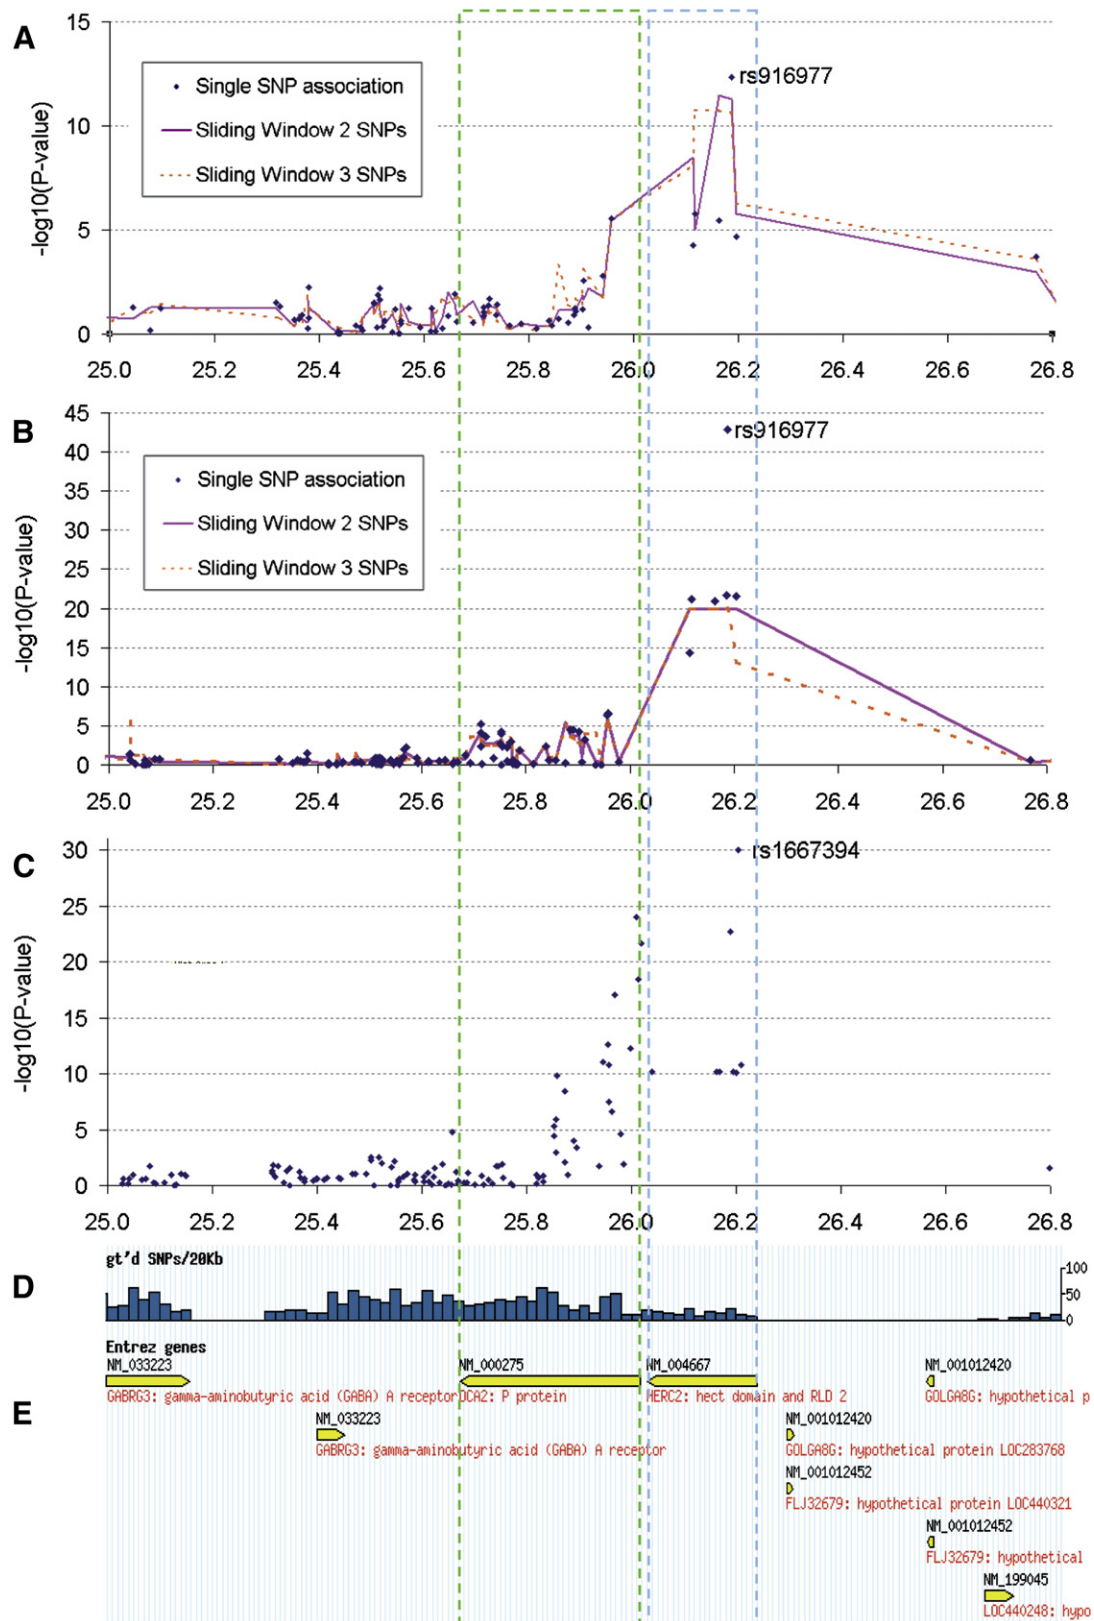 A
15
10
5
0
-log10(P-value)
Single SNP association
Sliding Window 2 SNPs
Sliding Window 3 SNPs
rs916977
25.0 25.2 25.4 25.6 25.8 26.0 26.2 26.4 26.6 26.8
B
45
40
35
30
25
20
15
10
5
0
-log10(P-value)
Single SNP association
Sliding Window 2 SNPs
Sliding Window 3 SNPs
rs916977
25.0 25.2 25.4 25.6 25.8 26.0 26.2 26.4 26.6 26.8
C
30
25
20
15
10
5
0
-log10(P-value)
rs1667394
25.0 25.2 25.4 25.6 25.8 26.0 26.2 26.4 26.6 26.8
D
gt'd SNPs/20Kb
100
50
0
E
Entrez genes
NM_033223 NM_000275 NM_004667 NM_001012420
GABRG3: gamma-aminobutyric acid (GABA) A receptor OCA2: P protein HERC2: hect domain and RLD 2 GOLGA8G: hypothetical p
NM_033223 NM_001012420
GABRG3: gamma-aminobutyric acid (GABA) A receptor GOLGA8G: hypothetical protein LOC283768
NM_001012452
FLJ32679: hypothetical protein LOC440321
NM_001012452
FLJ32679: hypothetical
NM_199045
LOC440248: hypo